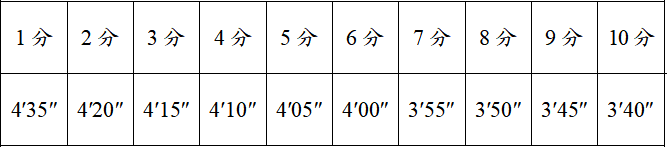 1 分 2 分 3 分 4 分 5 分 6 分 7 分 8 分 9 分 10 分
4′35″ 4′20″ 4′15″ 4′10″ 4′05″ 4′00″ 3′55″ 3′50″ 3′45″ 3′40″